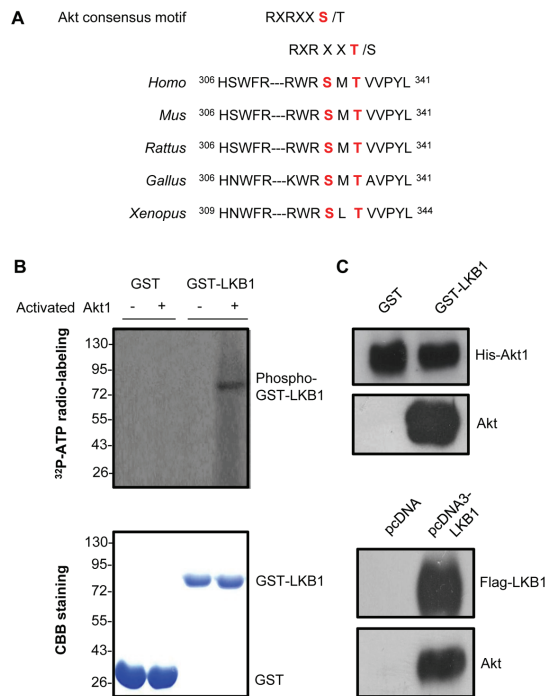 A
Akt consensus motif RXRXX S /T
RXR X X T /S
Homo 306 HSWFR---RWR S M T VVPYL 341
Mus 306 HSWFR---RWR S M T VVPYL 341
Rattus 306 HSWFR---RWR S M T VVPYL 341
Gallus 306 HNWFR---KWR S M T AVPYL 341
Xenopus 309 HNWFR---RWR S L T VVPYL 344
B
GST GST-LKB1
Activated Akt1 - + - +
32P-ATP radio-labeling
130-
95-
72-
55-
43-
26-
Phospho-
GST-LKB1
CBB staining
130-
95-
72-
55-
43-
26-
GST-LKB1
GST
C
GST GST-LKB1
His-Akt1
Akt
pcDNA pcDNA3-
LKB1
Flag-LKB1
Akt